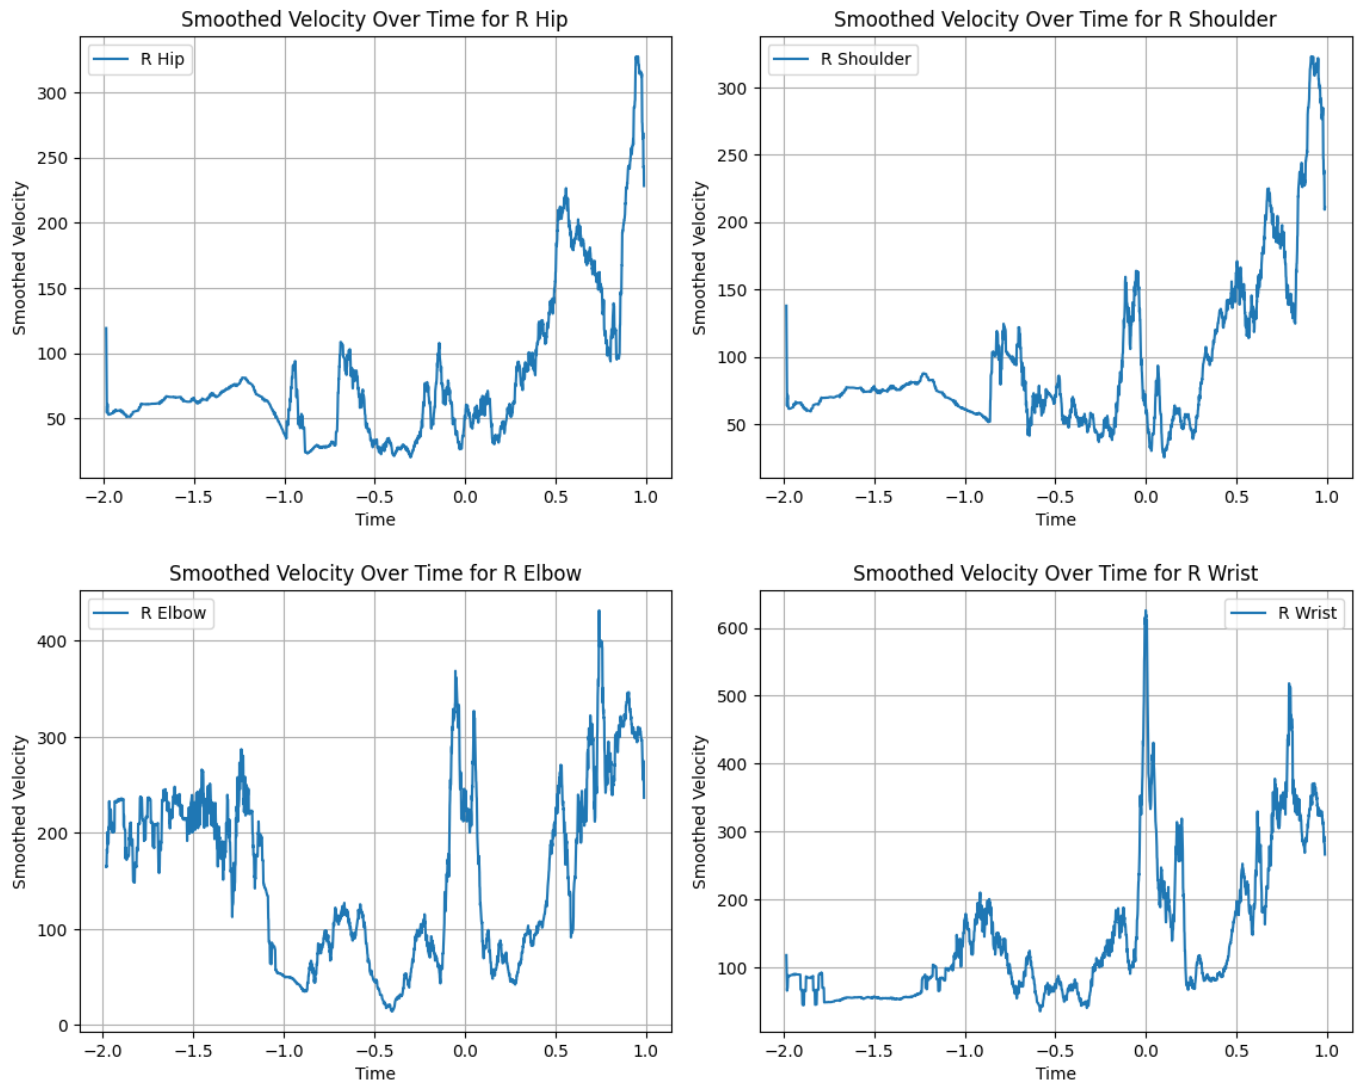 Smoothed Velocity Over Time for R Hip
R Hip
Smoothed Velocity
300
250
200
150
100
50
−2.0 −1.5 −1.0 −0.5 0.0 0.5 1.0
Time
Smoothed Velocity Over Time for R Shoulder
R Shoulder
Smoothed Velocity
300
250
200
150
100
50
−2.0 −1.5 −1.0 −0.5 0.0 0.5 1.0
Time
Smoothed Velocity Over Time for R Elbow
R Elbow
Smoothed Velocity
400
300
200
100
0
−2.0 −1.5 −1.0 −0.5 0.0 0.5 1.0
Time
Smoothed Velocity Over Time for R Wrist
R Wrist
Smoothed Velocity
600
500
400
300
200
100
−2.0 −1.5 −1.0 −0.5 0.0 0.5 1.0
Time